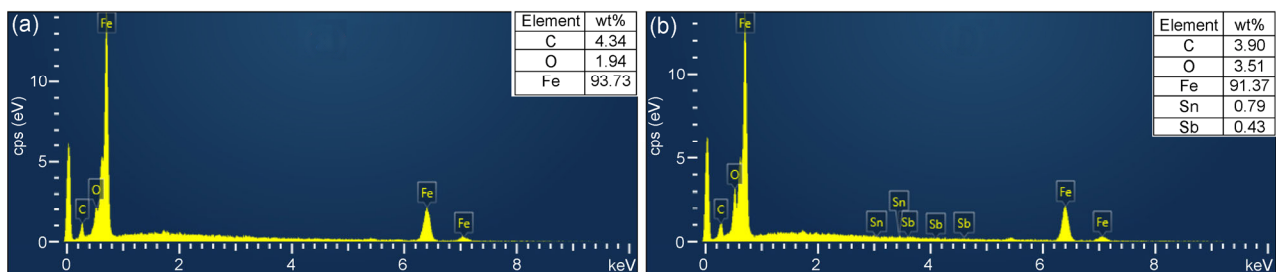 (a)
Fe
Element wt%
C 4.34
O 1.94
Fe 93.73
10
cps (eV)
5
O
C
Fe
Fe
0
0 2 4 6 8 keV
(b)
Fe
Element wt%
C 3.90
O 3.51
Fe 91.37
Sn 0.79
Sb 0.43
10
cps (eV)
5
O
C
Sn
Sn Sb Sb Sb
Fe
Fe
0
0 2 4 6 8 keV